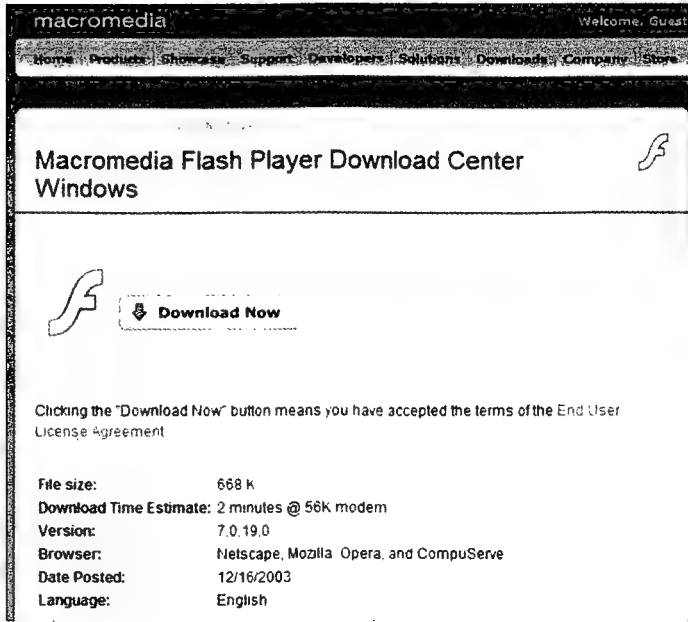 macromedia
Welcome, Guest
Home Products Showcase Support Developers Solutions Downloads Company Store
Macromedia Flash Player Download Center
Windows
Download Now
Clicking the "Download Now" button means you have accepted the terms of the End User
License Agreement
File size: 668 K
Download Time Estimate: 2 minutes @ 56K modem
Version: 7,0,19,0
Browser: Netscape, Mozilla Opera, and CompuServe
Date Posted: 12/16/2003
Language: English